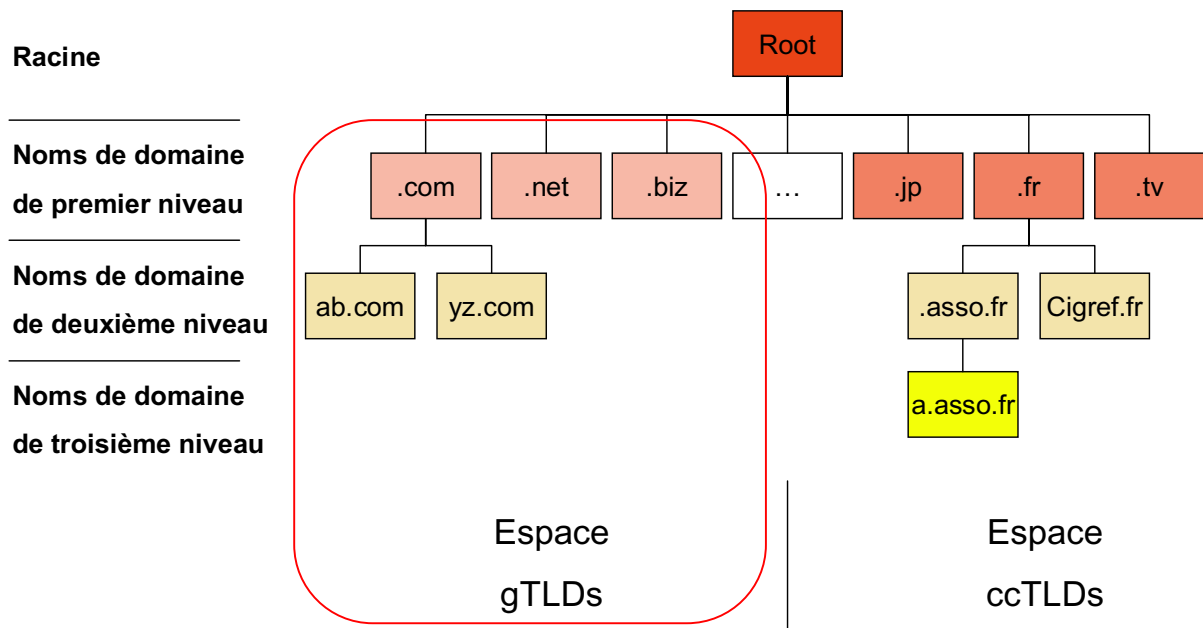 Racine
Root
Noms de domaine
de premier niveau
.com
.net
.biz
…
.jp
.fr
.tv
Noms de domaine
de deuxième niveau
ab.com
yz.com
.asso.fr
Cigref.fr
Noms de domaine
de troisième niveau
a.asso.fr
Espace
gTLDs
Espace
ccTLDs